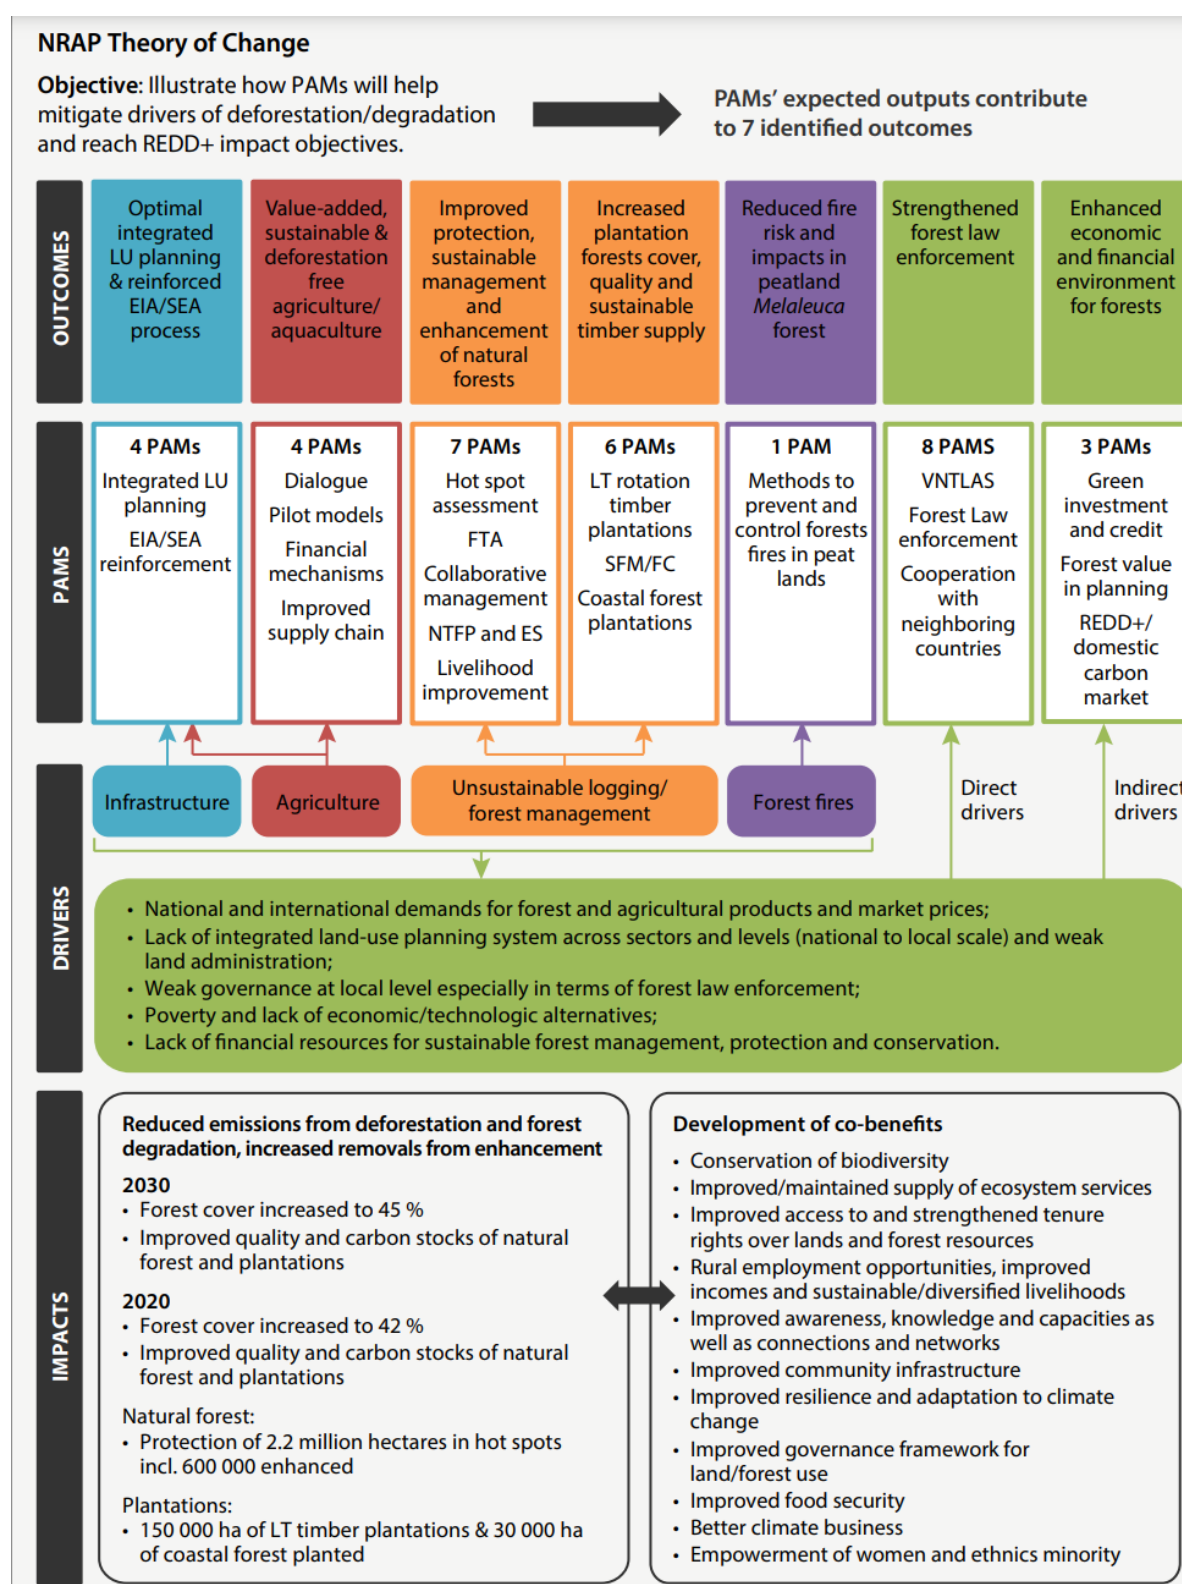 NRAP Theory of Change
Objective: Illustrate how PAMs will help
mitigate drivers of deforestation/degradation
and reach REDD+ impact objectives.
PAMs’ expected outputs contribute
to 7 identified outcomes
OUTCOMES
Optimal
integrated
LU planning
& reinforced
EIA/SEA
process
Value-added,
sustainable &
deforestation
free
agriculture/
aquaculture
Improved
protection,
sustainable
management
and
enhancement
of natural
forests
Increased
plantation
forests cover,
quality and
sustainable
timber supply
Reduced fire
risk and
impacts in
peatland
Melaleuca
forest
Strengthened
forest law
enforcement
Enhanced
economic
and financial
environment
for forests
PAMS
4 PAMs
Integrated LU
planning
EIA/SEA
reinforcement
4 PAMs
Dialogue
Pilot models
Financial
mechanisms
Improved
supply chain
7 PAMs
Hot spot
assessment
FTA
Collaborative
management
NTFP and ES
Livelihood
improvement
6 PAMs
LT rotation
timber
plantations
SFM/FC
Coastal forest
plantations
1 PAM
Methods to
prevent and
control forests
fires in peat
lands
8 PAMS
VNTLAS
Forest Law
enforcement
Cooperation
with
neighboring
countries
3 PAMs
Green
investment
and credit
Forest value
in planning
REDD+/
domestic
carbon
market
DRIVERS
Infrastructure
Agriculture
Unsustainable logging/
forest management
Forest fires
Direct
drivers
Indirect
drivers
• National and international demands for forest and agricultural products and market prices;
• Lack of integrated land-use planning system across sectors and levels (national to local scale) and weak
land administration;
• Weak governance at local level especially in terms of forest law enforcement;
• Poverty and lack of economic/technologic alternatives;
• Lack of financial resources for sustainable forest management, protection and conservation.
IMPACTS
Reduced emissions from deforestation and forest
degradation, increased removals from enhancement
2030
• Forest cover increased to 45 %
• Improved quality and carbon stocks of natural
forest and plantations
2020
• Forest cover increased to 42 %
• Improved quality and carbon stocks of natural
forest and plantations
Natural forest:
• Protection of 2.2 million hectares in hot spots
incl. 600 000 enhanced
Plantations:
• 150 000 ha of LT timber plantations & 30 000 ha
of coastal forest planted
Development of co-benefits
• Conservation of biodiversity
• Improved/maintained supply of ecosystem services
• Improved access to and strengthened tenure
rights over lands and forest resources
• Rural employment opportunities, improved
incomes and sustainable/diversified livelihoods
• Improved awareness, knowledge and capacities as
well as connections and networks
• Improved community infrastructure
• Improved resilience and adaptation to climate
change
• Improved governance framework for
land/forest use
• Improved food security
• Better climate business
• Empowerment of women and ethnics minority